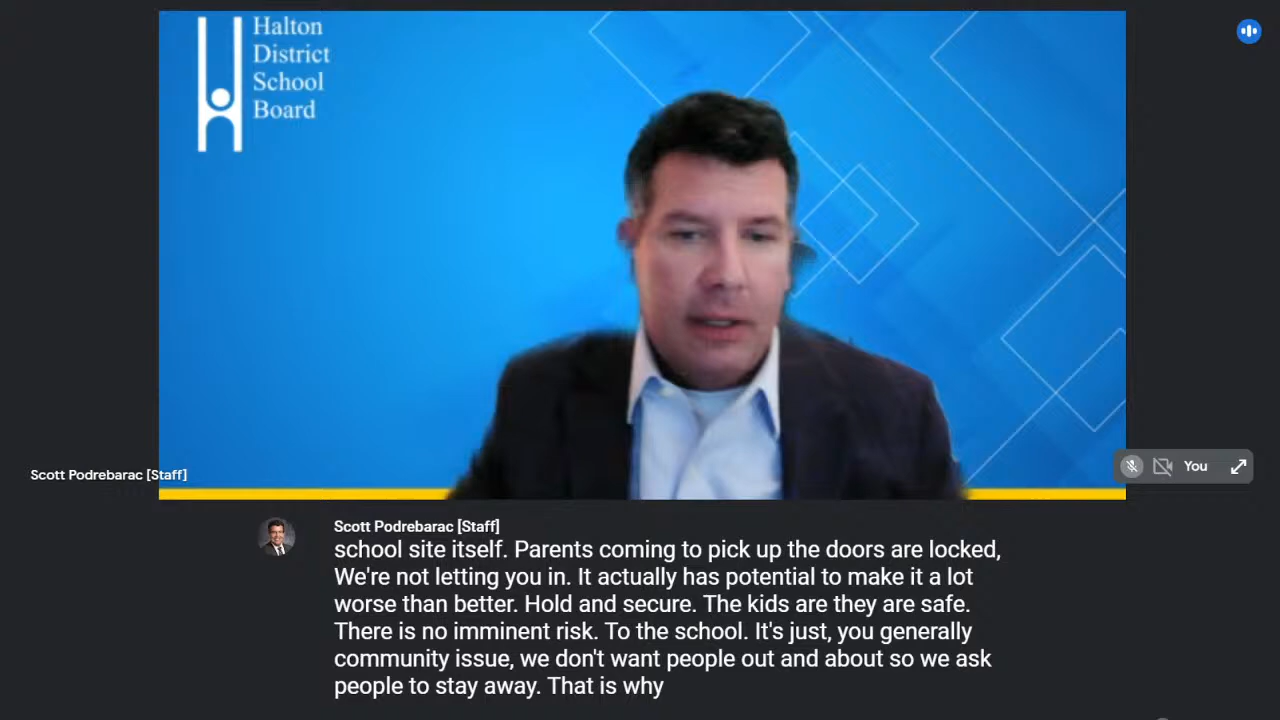 Halton
District
School
Board
Scott Podrebarac [Staff]
You
Scott Podrebarac [Staff]
school site itself. Parents coming to pick up the doors are locked,
We're not letting you in. It actually has potential to make it a lot
worse than better. Hold and secure. The kids are they are safe.
There is no imminent risk. To the school. It's just, you generally
community issue, we don't want people out and about so we ask
people to stay away. That is why